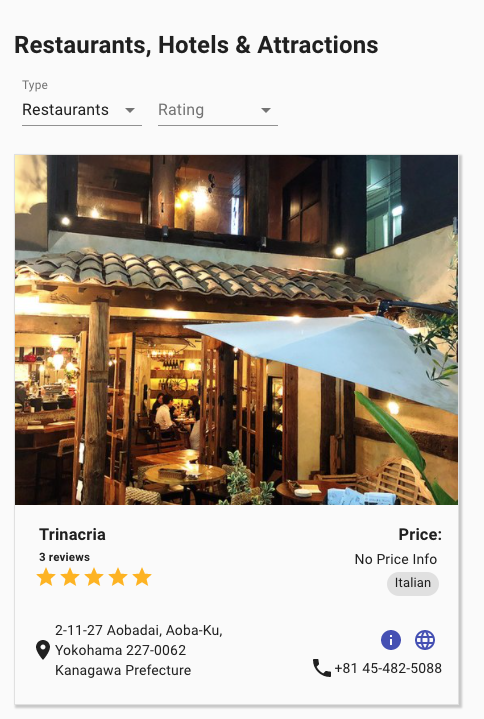 Restaurants, Hotels & Attractions
Type
Restaurants
Rating
Trinacria
Price:
3 reviews
No Price Info
Italian
2-11-27 Aobadai, Aoba-Ku,
Yokohama 227-0062
Kanagawa Prefecture
+81 45-482-5088